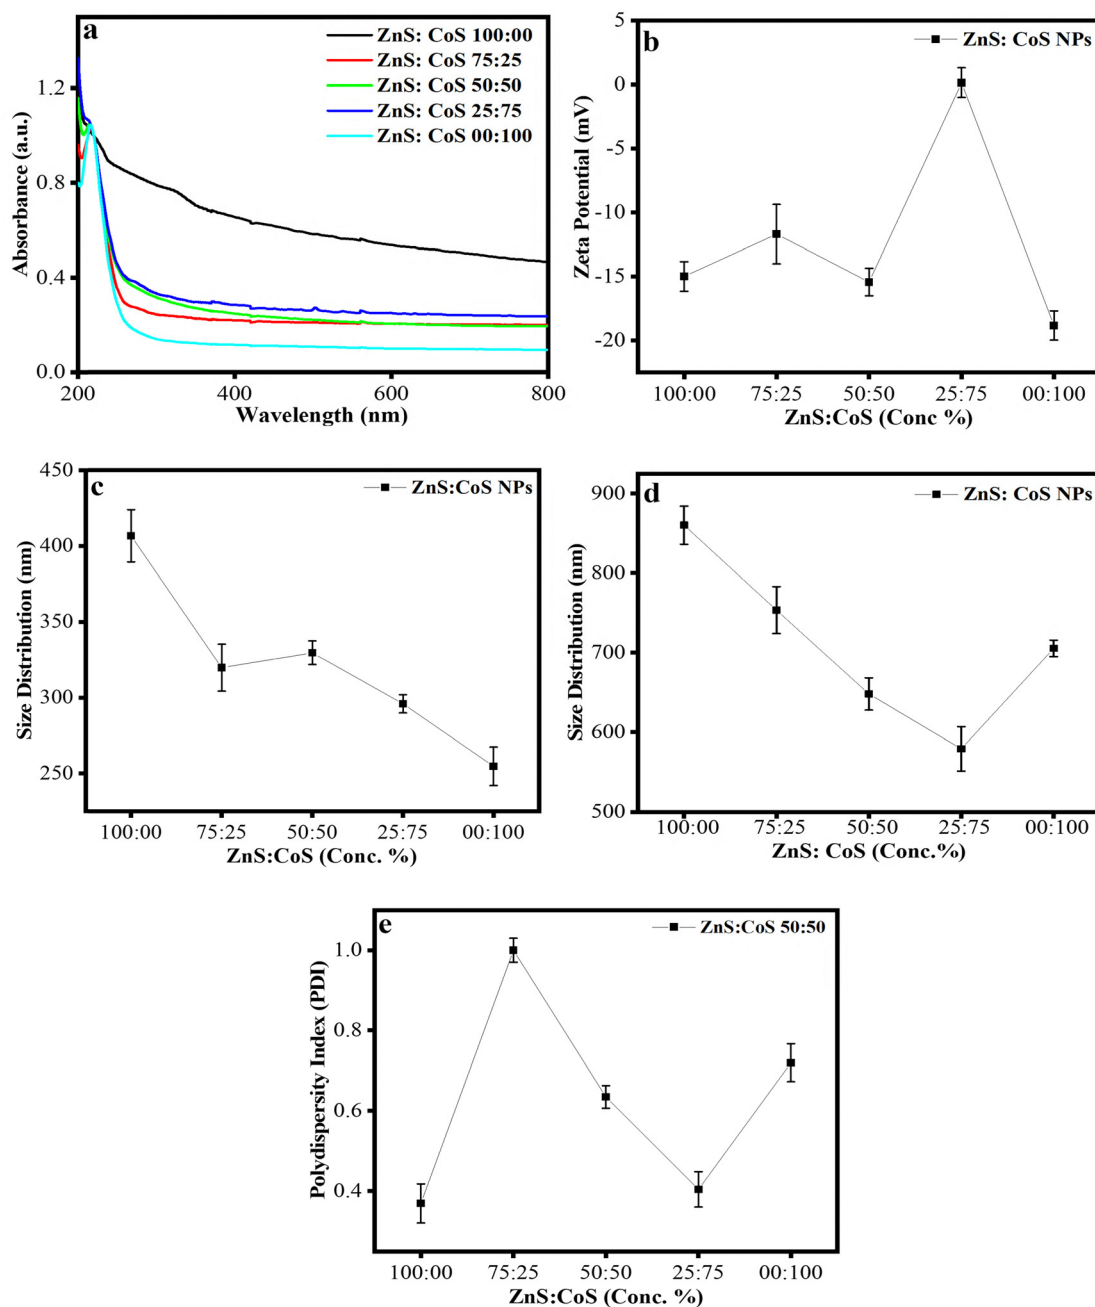 a
ZnS: CoS 100:00
ZnS: CoS 75:25
ZnS: CoS 50:50
ZnS: CoS 25:75
ZnS: CoS 00:100
1.2
0.8
0.4
0.0
200
400
600
800
Absorbance (a.u.)
Wavelength (nm)
b
ZnS: CoS NPs
5
0
-5
-10
-15
-20
100:00
75:25
50:50
25:75
00:100
Zeta Potential (mV)
ZnS:CoS (Conc %)
c
ZnS:CoS NPs
450
400
350
300
250
100:00
75:25
50:50
25:75
00:100
Size Distribution (nm)
ZnS:CoS (Conc. %)
d
ZnS: CoS NPs
900
800
700
600
500
100:00
75:25
50:50
25:75
00:100
Size Distribution (nm)
ZnS: CoS (Conc.%)
e
ZnS:CoS 50:50
1.0
0.8
0.6
0.4
100:00
75:25
50:50
25:75
00:100
Polydispersity Index (PDI)
ZnS:CoS (Conc. %)